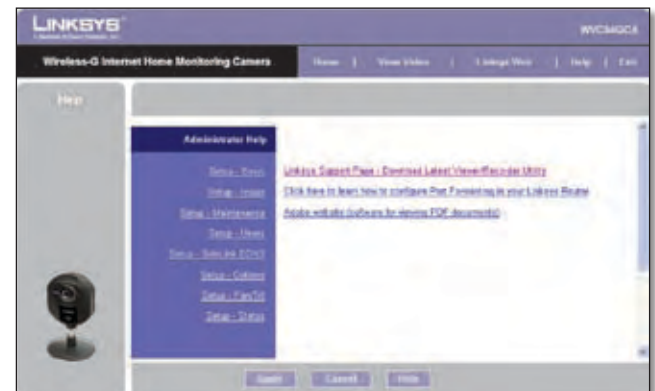 LINKSYS
Wireless-G Internet Home Monitoring Camera
Home | View Video | Linksys Web | Help | Exit
Help
Administrator Help
Setup - Basic
Setup - Image
Setup - Maintenance
Setup - Users
Setup - Options
Setup - Status
Linksys Support Page - Download Latest Viewer/Recorder Utility
Click here to learn how to configure Port Forwarding in your Linksys Router
Adobe website (software for viewing PDF documents)
Apply Cancel Help